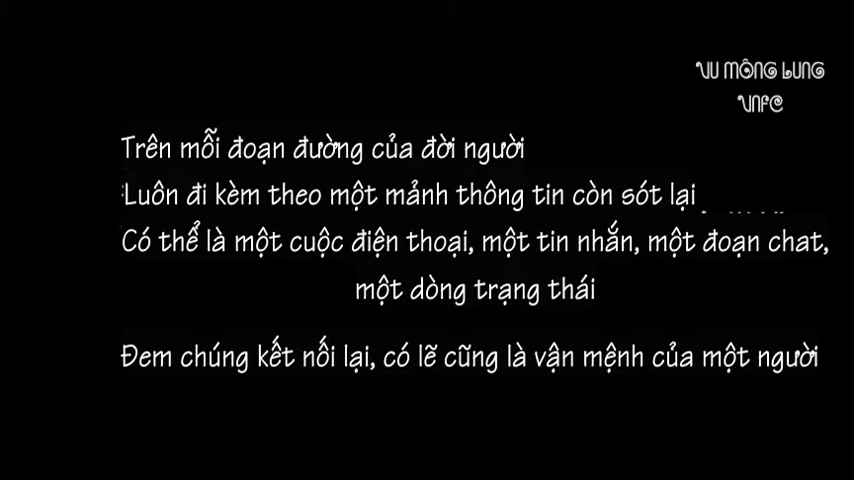 VU MÔNG LUNG
VNFC
Trên mỗi đoạn đường của đời người
Luôn đi kèm theo một mảnh thông tin còn sót lại
Có thể là một cuộc điện thoại, một tin nhắn, một đoạn chat,
một dòng trạng thái
Đem chúng kết nối lại, có lẽ cũng là vận mệnh của một người